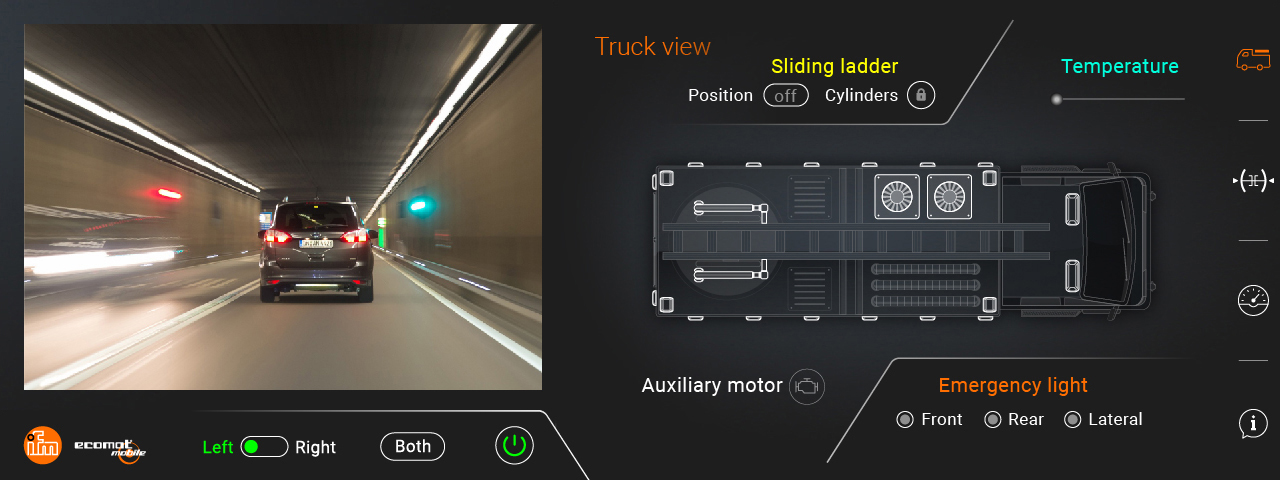 Truck view
Sliding ladder
Position off Cylinders
Temperature
Auxiliary motor
Emergency light
Front Rear Lateral
ifm ecomat mobile
Left Right Both